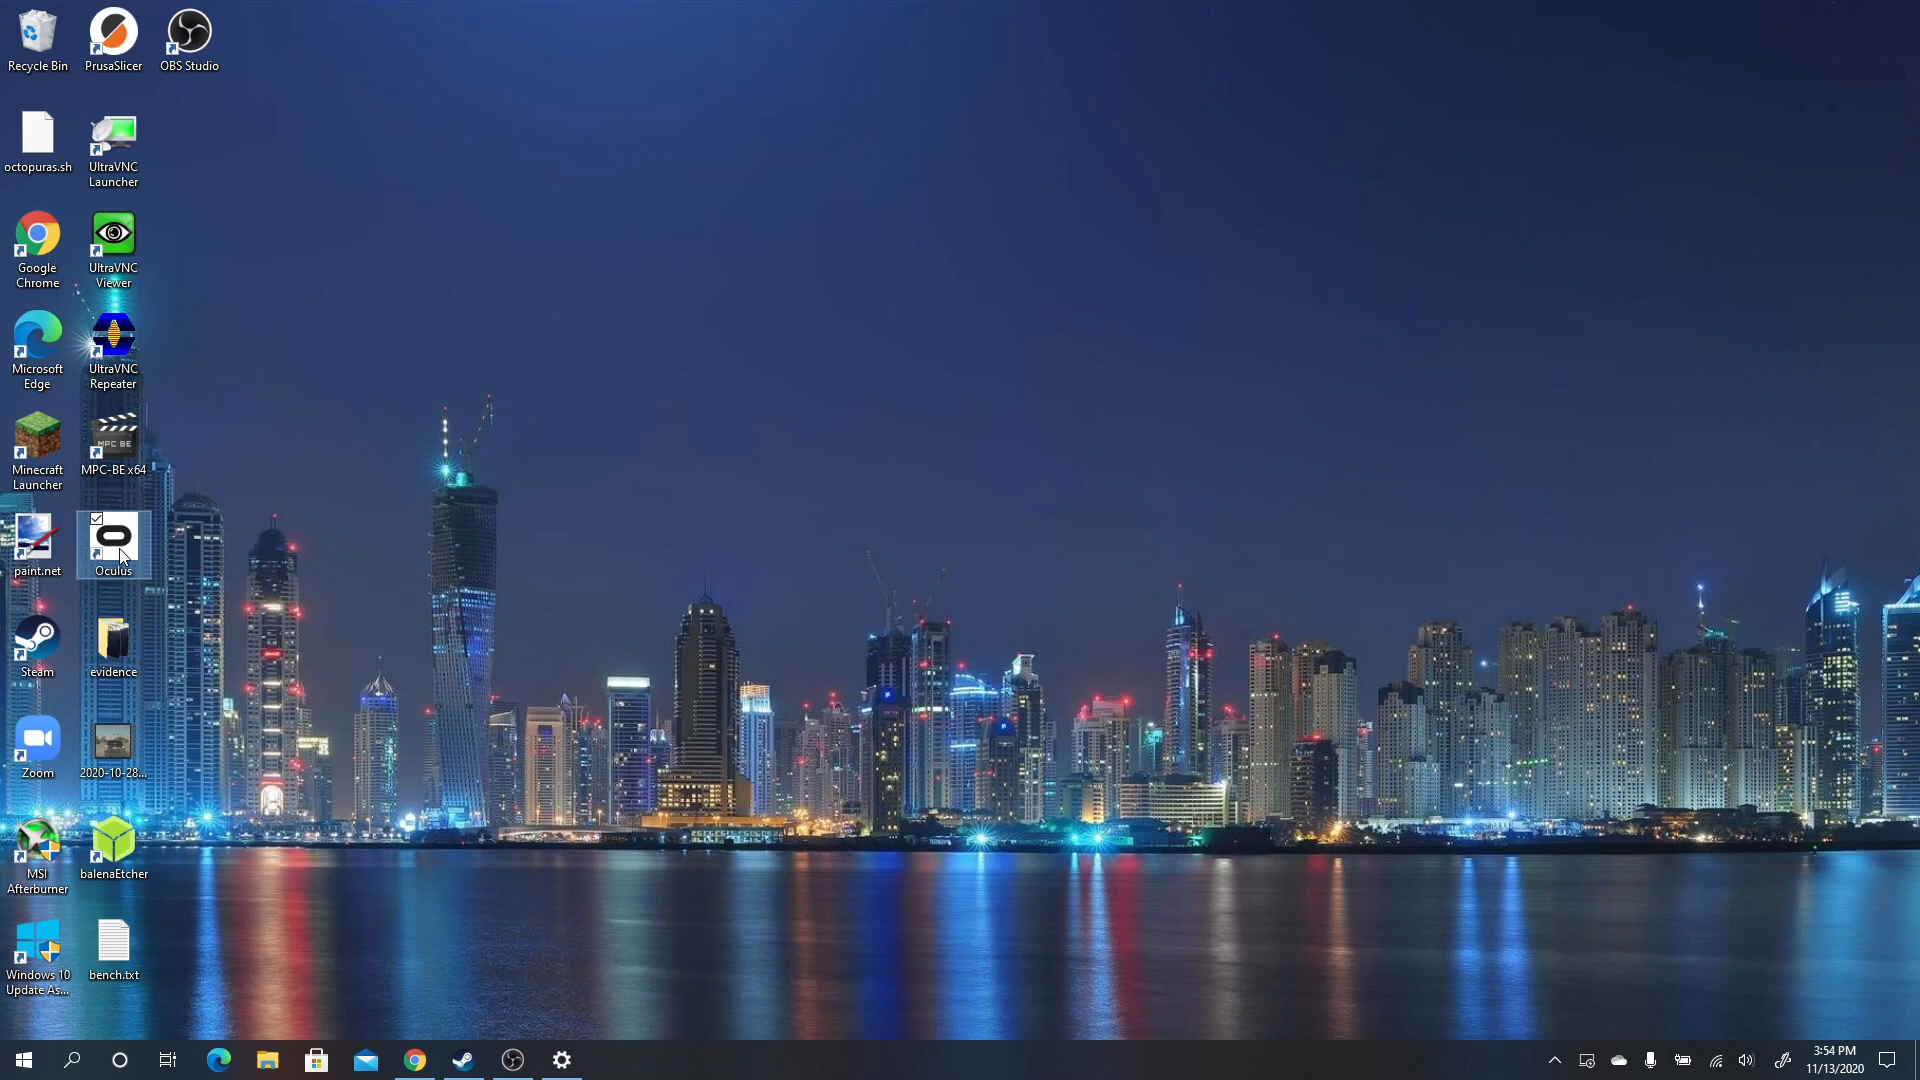 Recycle Bin
PrusaSlicer
OBS Studio
octopuras.sh
UltraVNC
Launcher
Google
Chrome
UltraVNC
Viewer
Microsoft
Edge
UltraVNC
Repeater
Minecraft
Launcher
MPC BE
MPC-BE x64
paint.net
Oculus
Steam
evidence
Zoom
2020-10-28...
MSI
Afterburner
balenaEtcher
Windows 10
Update As...
bench.txt
3:54 PM
11/13/2020